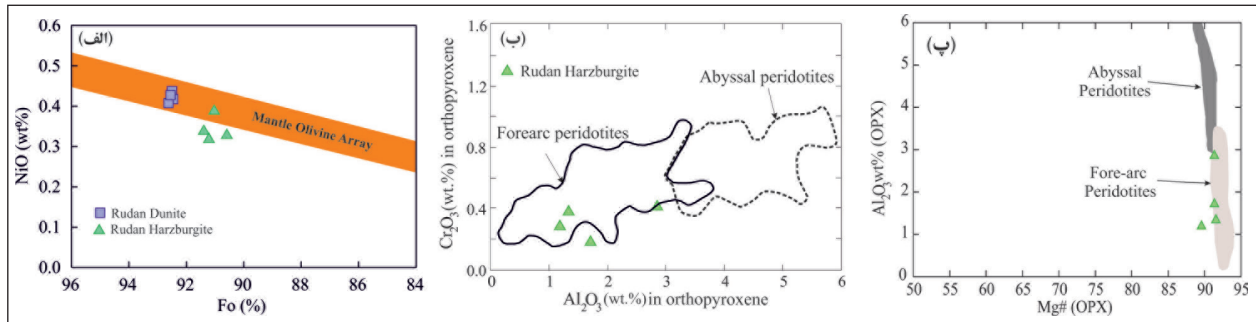 (الف)
0.6
0.5
0.4
0.3
0.2
0.1
0.0
NiO (wt%)
Mantle Olivine Array
Rudan Dunite
Rudan Harzburgite
96 94 92 90 88 86 84
Fo (%)
(ب)
1.6
1.2
0.8
0.4
0
Cr₂O₃ (wt.%) in orthopyroxene
Rudan Harzburgite
Abyssal peridotites
Forearc peridotites
0 1 2 3 4 5 6
Al₂O₃ (wt.%) in orthopyroxene
(پ)
6
5
4
3
2
1
0
Al₂O₃wt% (OPX)
Abyssal
Peridotites
Fore-arc
Peridotites
50 55 60 65 70 75 80 85 90 95
Mg# (OPX)